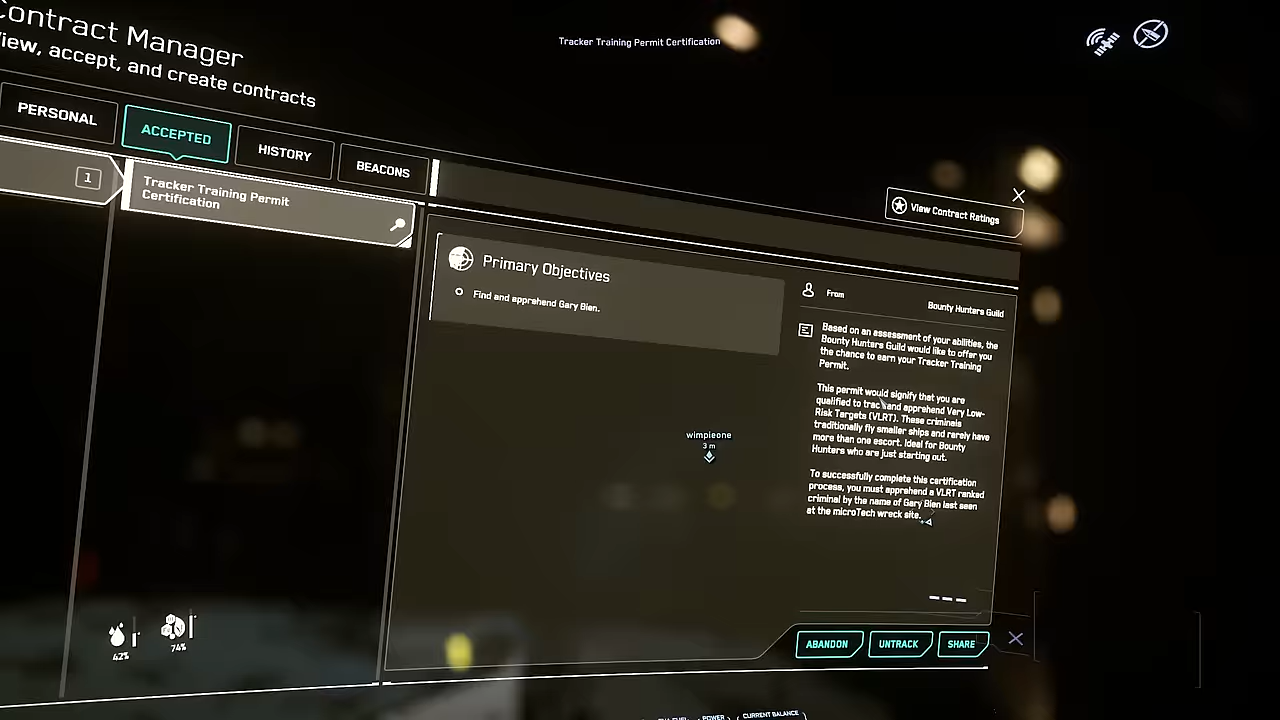 Contract Manager
View, accept, and create contracts
Tracker Training Permit Certification
PERSONAL
ACCEPTED
HISTORY
BEACONS
1
Tracker Training Permit
Certification
View Contract Ratings
Primary Objectives
Find and apprehend Gary Bien.
From
Bounty Hunters Guild
Based on an assessment of your abilities, the
Bounty Hunters Guild would like to offer you
the chance to earn your Tracker Training
Permit.
This permit would signify that you are
qualified to track and apprehend Very Low-
Risk Targets (VLRT). These criminals
traditionally fly smaller ships and rarely have
more than one escort. Ideal for Bounty
Hunters who are just starting out.
To successfully complete this certification
process, you must apprehend a VLRT ranked
criminal by the name of Gary Bien last seen
at the microTech wreck site.
wimpieone
3 m
42%
74%
ABANDON
UNTRACK
SHARE
POWER
CURRENT BALANCE